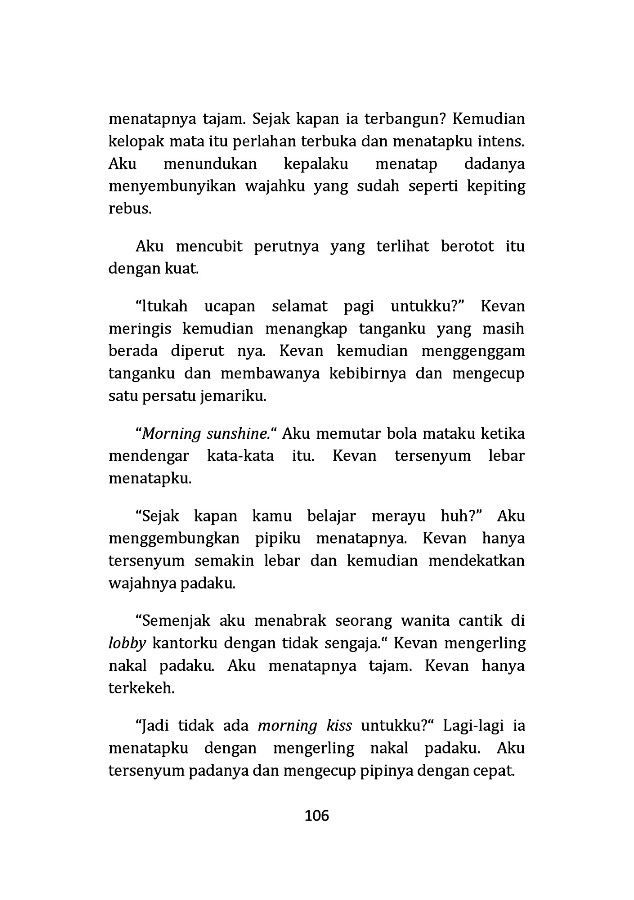 menatapnya tajam. Sejak kapan ia terbangun? Kemudian
kelopak mata itu perlahan terbuka dan menatapku intens.
Aku menundukan kepalaku menatap dadanya
menyembunyikan wajahku yang sudah seperti kepiting
rebus.
Aku mencubit perutnya yang terlihat berotot itu
dengan kuat.
“Itukah ucapan selamat pagi untukku?” Kevan
meringis kemudian menangkap tanganku yang masih
berada diperut nya. Kevan kemudian menggenggam
tanganku dan membawanya kebibirnya dan mengecup
satu persatu jemariku.
“Morning sunshine.“ Aku memutar bola mataku ketika
mendengar kata-kata itu. Kevan tersenyum lebar
menatapku.
“Sejak kapan kamu belajar merayu huh?” Aku
menggembungkan pipiku menatapnya. Kevan hanya
tersenyum semakin lebar dan kemudian mendekatkan
wajahnya padaku.
“Semenjak aku menabrak seorang wanita cantik di
lobby kantorku dengan tidak sengaja.“ Kevan mengerling
nakal padaku. Aku menatapnya tajam. Kevan hanya
terkekeh.
“Jadi tidak ada morning kiss untukku?“ Lagi-lagi ia
menatapku dengan mengerling nakal padaku. Aku
tersenyum padanya dan mengecup pipinya dengan cepat.
106